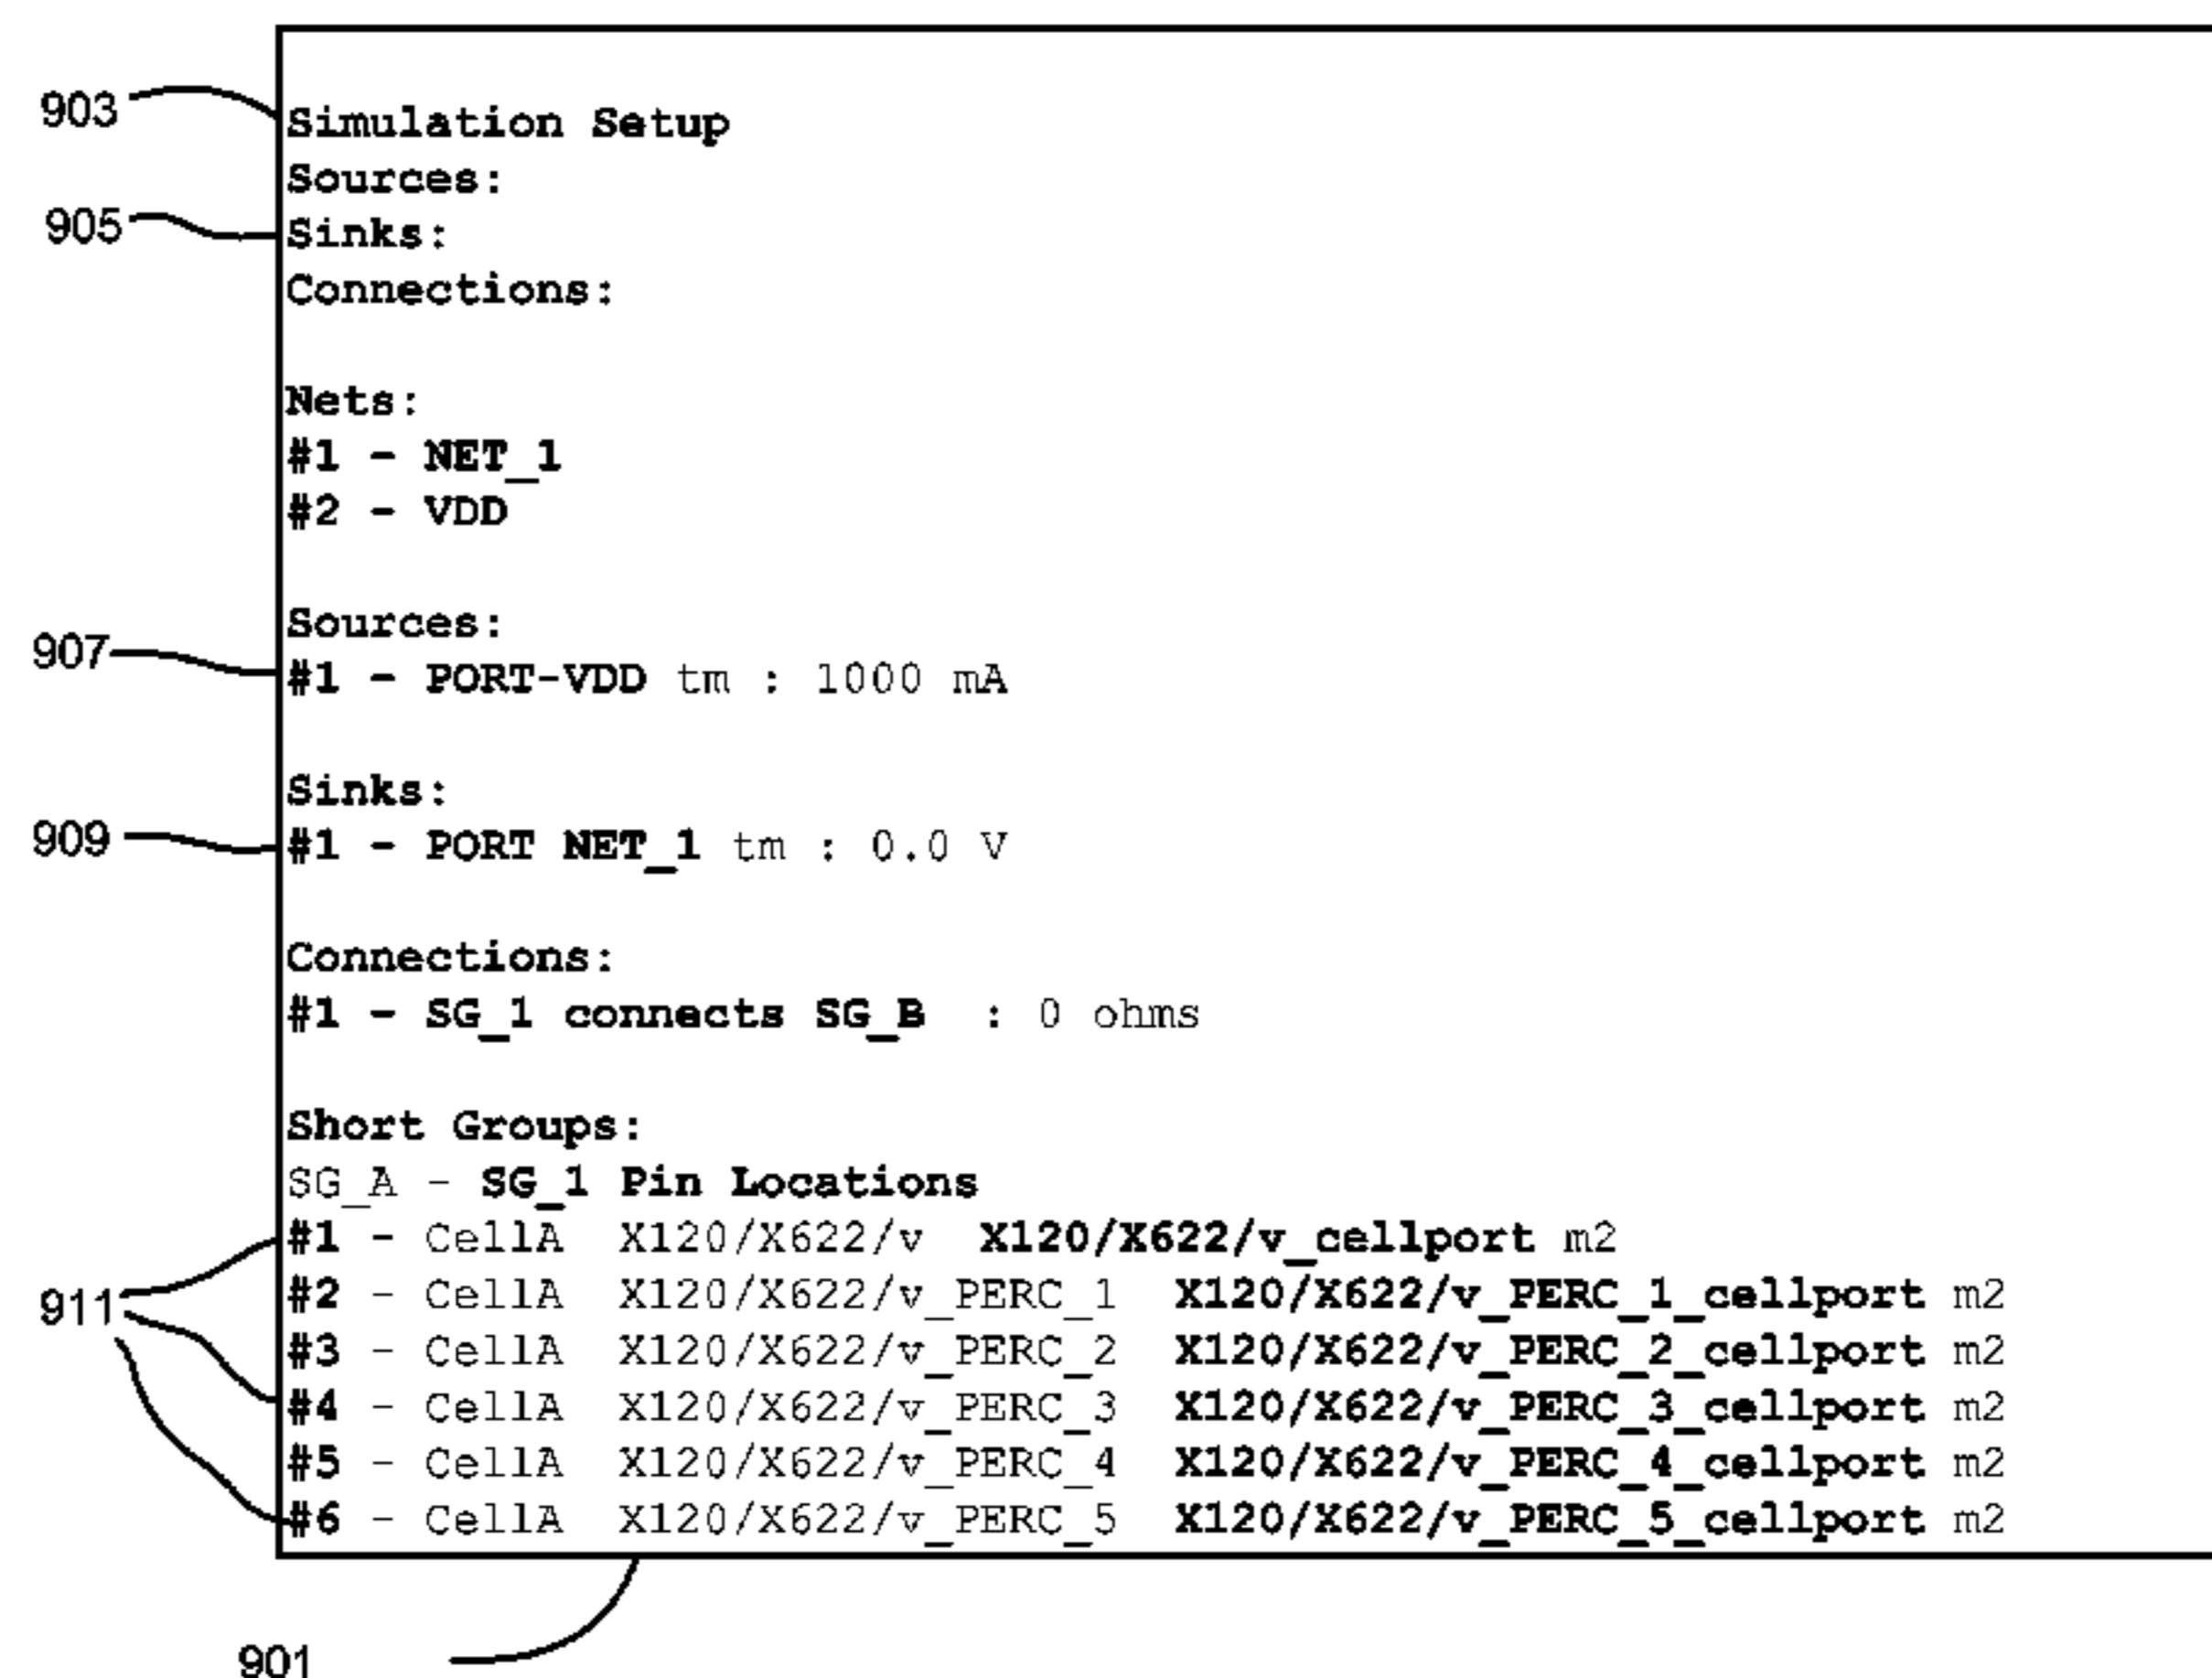 903
Simulation Setup
Sources:
905
Sinks:
Connections:
Nets:
#1 - NET_1
#2 - VDD
Sources:
907
#1 - PORT-VDD tm : 1000 mA
Sinks:
909
#1 - PORT NET_1 tm : 0.0 V
Connections:
#1 - SG_1 connects SG_B : 0 ohms
Short Groups:
SG_A - SG_1 Pin Locations
#1 - CellA X120/X622/v X120/X622/v_cellport m2
911
#2 - CellA X120/X622/v_PERC_1 X120/X622/v_PERC_1_cellport m2
#3 - CellA X120/X622/v_PERC_2 X120/X622/v_PERC_2_cellport m2
#4 - CellA X120/X622/v_PERC_3 X120/X622/v_PERC_3_cellport m2
#5 - CellA X120/X622/v_PERC_4 X120/X622/v_PERC_4_cellport m2
#6 - CellA X120/X622/v_PERC_5 X120/X622/v_PERC_5_cellport m2
901